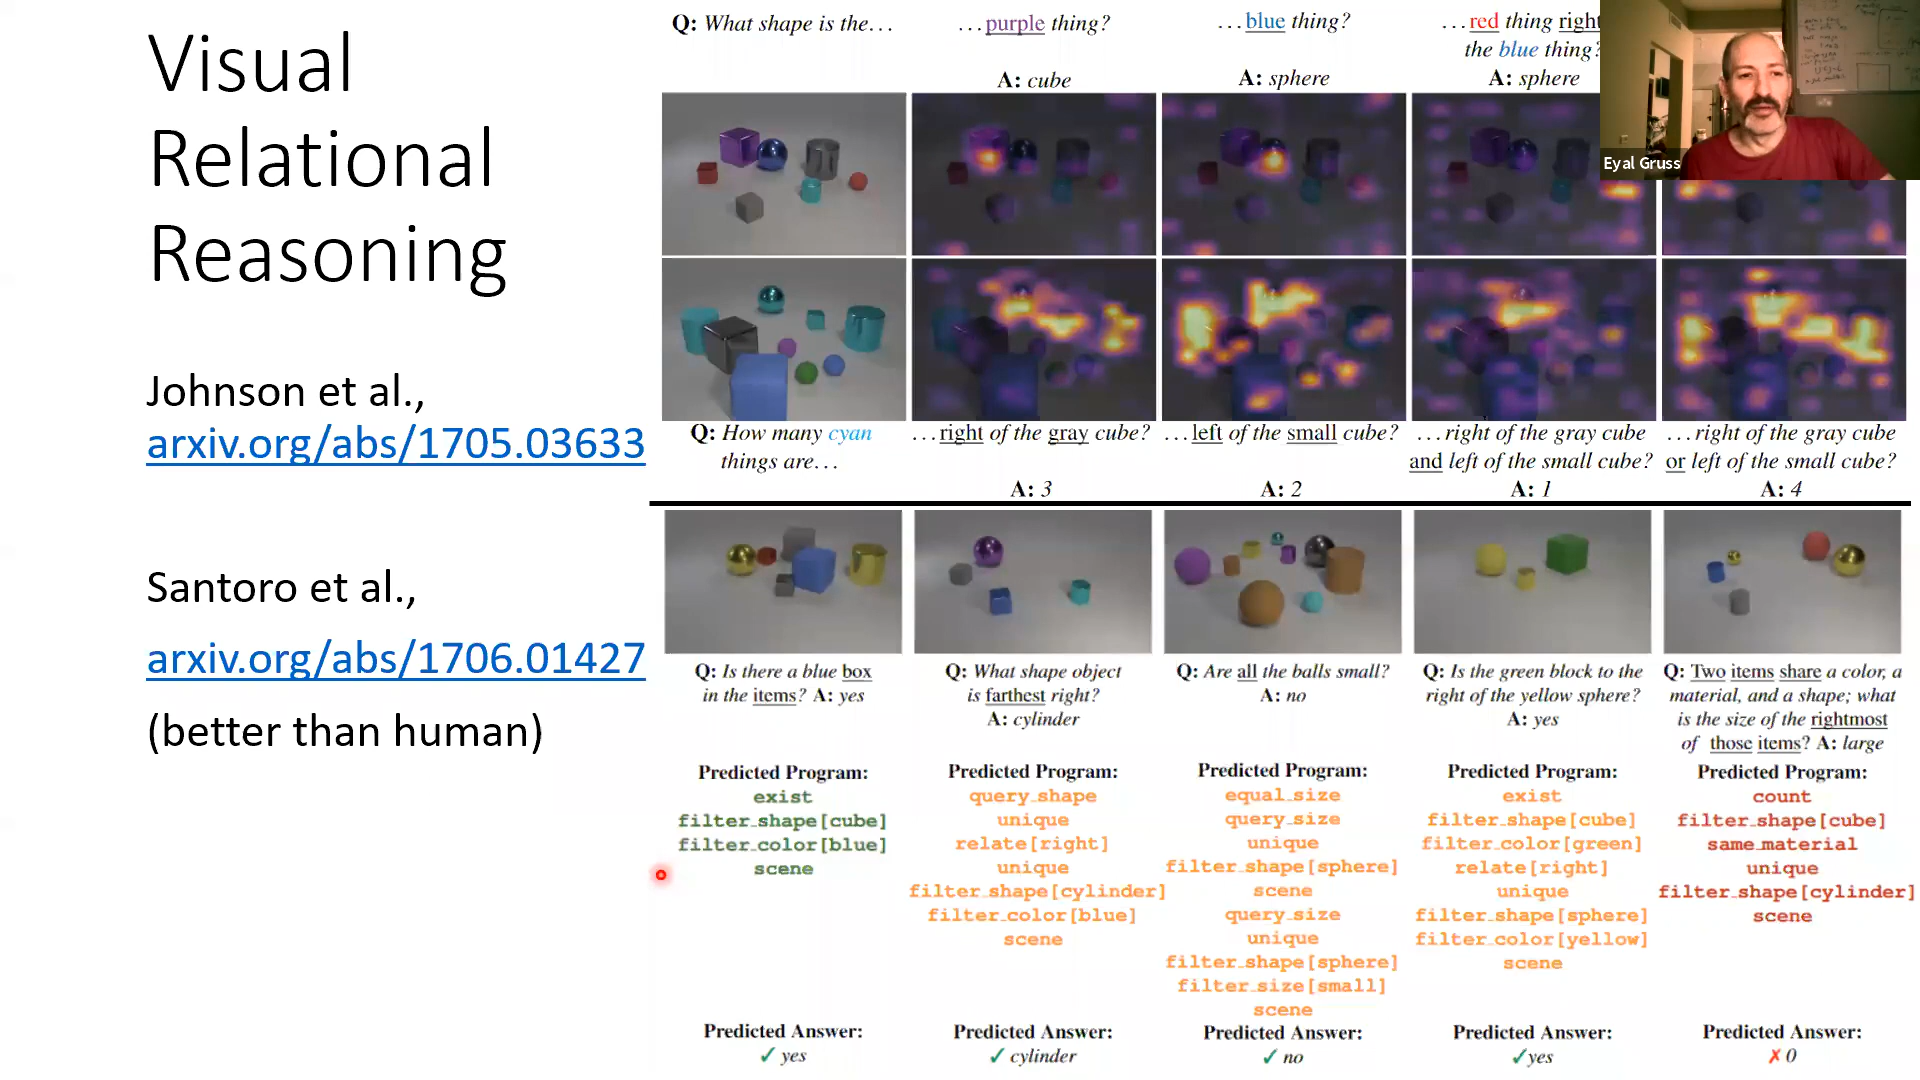 Visual
Relational
Reasoning
Johnson et al.,
arxiv.org/abs/1705.03633
Santoro et al.,
arxiv.org/abs/1706.01427
(better than human)
Q: What shape is the...
...purple thing?
A: cube
...blue thing?
A: sphere
...red thing right
the blue thing?
A: sphere
Eyal Gruss
Q: How many cyan
things are...
...right of the gray cube?
A: 3
...left of the small cube?
A: 2
...right of the gray cube
and left of the small cube?
A: 1
...right of the gray cube
or left of the small cube?
A: 4
Q: Is there a blue box
in the items? A: yes
Predicted Program:
exist
filter_shape[cube]
filter_color[blue]
scene
Predicted Answer:
✓ yes
Q: What shape object
is farthest right?
A: cylinder
Predicted Program:
query_shape
unique
relate[right]
unique
filter_shape[cylinder]
filter_color[blue]
scene
Predicted Answer:
✓ cylinder
Q: Are all the balls small?
A: no
Predicted Program:
equal_size
query_size
unique
filter_shape[sphere]
scene
query_size
unique
filter_shape[sphere]
filter_size[small]
scene
Predicted Answer:
✓ no
Q: Is the green block to the
right of the yellow sphere?
A: yes
Predicted Program:
exist
filter_shape[cube]
filter_color[green]
relate[right]
unique
filter_shape[sphere]
filter_color[yellow]
scene
Predicted Answer:
✓yes
Q: Two items share a color, a
material, and a shape; what
is the size of the rightmost
of those items? A: large
Predicted Program:
count
filter_shape[cube]
same_material
unique
filter_shape[cylinder]
scene
Predicted Answer:
✗ 0